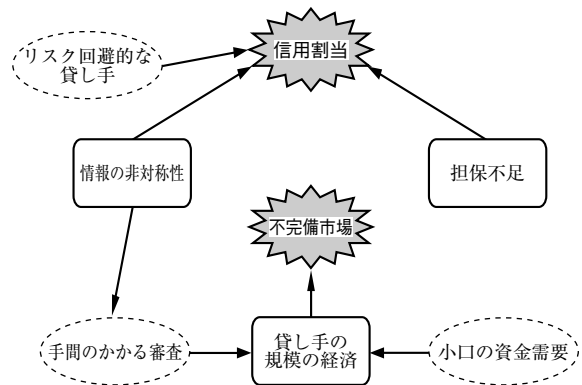 信用割当
リスク回避的な
貸し手
情報の非対称性
担保不足
不完備市場
手間のかかる審査
貸し手の
規模の経済
小口の資金需要